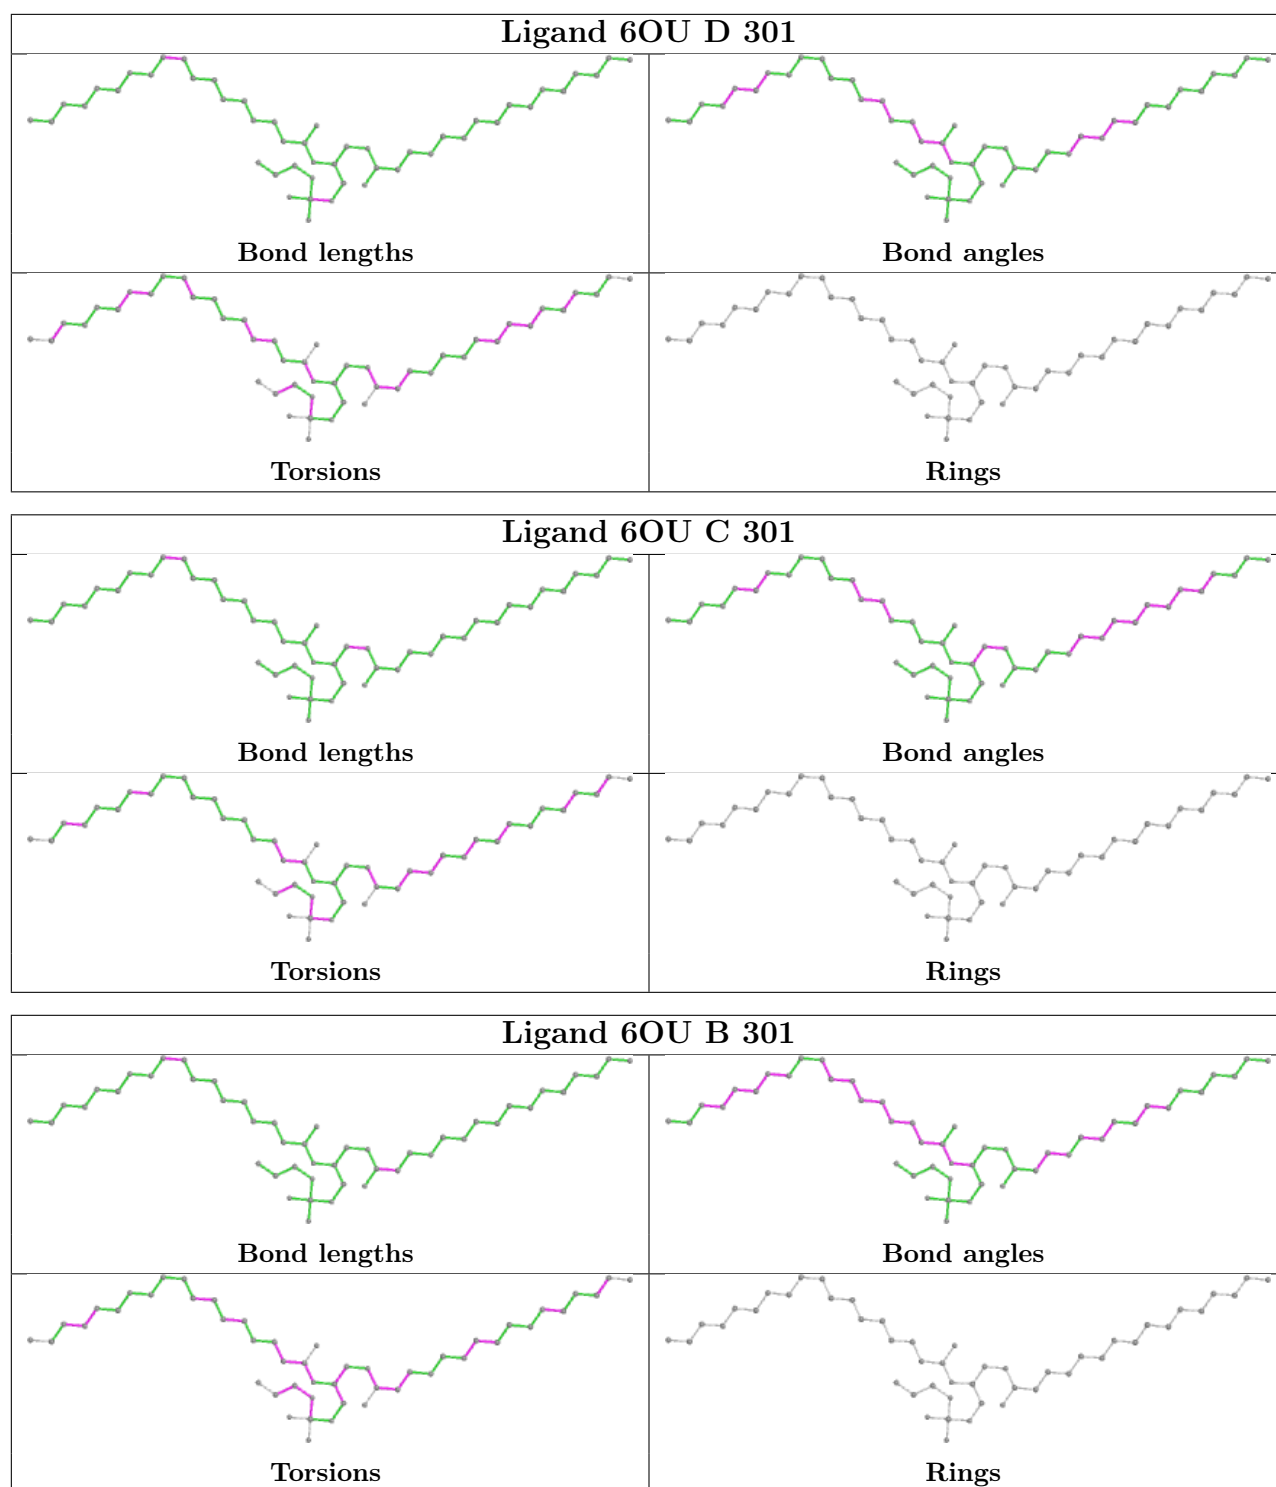 Ligand 6OU D 301
Bond lengths
Bond angles
Torsions
Rings
Ligand 6OU C 301
Bond lengths
Bond angles
Torsions
Rings
Ligand 6OU B 301
Bond lengths
Bond angles
Torsions
Rings